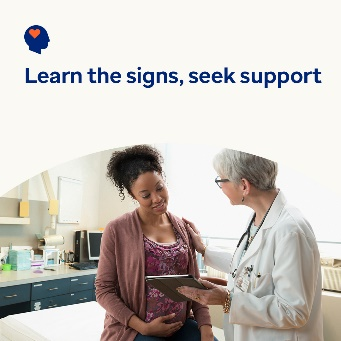 Learn the signs, seek support